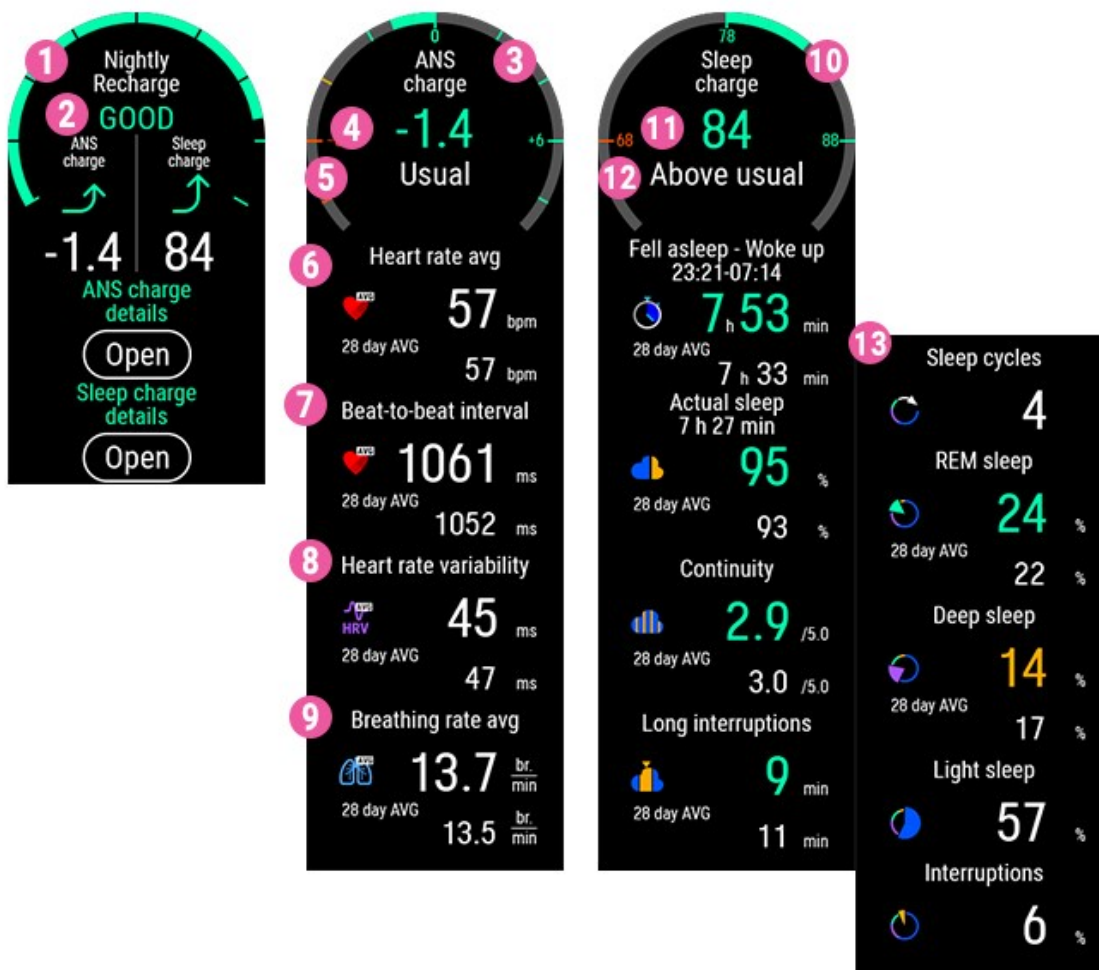 1
Nightly
Recharge
2
GOOD
ANS
charge
Sleep
charge
-1.4
84
ANS charge
details
Open
Sleep charge
details
Open
0
ANS
charge
3
4
-1.4
+6
5
Usual
6
Heart rate avg
AVG
57 bpm
28 day AVG
57 bpm
7
Beat-to-beat interval
AVG
1061 ms
28 day AVG
1052 ms
8
Heart rate variability
AVG
HRV
45 ms
28 day AVG
47 ms
9
Breathing rate avg
AVG
13.7 br.
min
28 day AVG
13.5 br.
min
78
Sleep
charge
10
68
11
84
88
12
Above usual
Fell asleep - Woke up
23:21-07:14
7 h 53 min
28 day AVG
7 h 33 min
Actual sleep
7 h 27 min
95 %
28 day AVG
93 %
Continuity
2.9 /5.0
28 day AVG
3.0 /5.0
Long interruptions
9 min
28 day AVG
11 min
13
Sleep cycles
4
REM sleep
24 %
28 day AVG
22 %
Deep sleep
14 %
28 day AVG
17 %
Light sleep
57 %
Interruptions
6 %